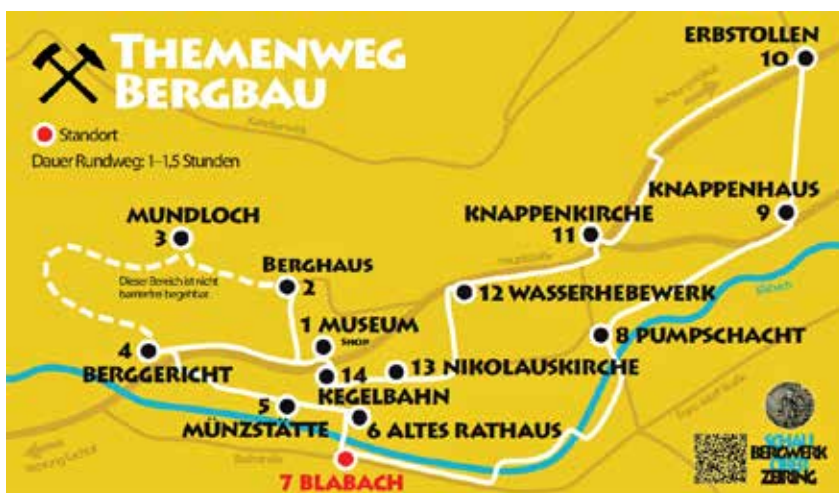 THEMENWEG
BERGBAU
Standort
Dauer Rundweg: 1–1,5 Stunden
ERBSTOLLEN
10
KNAPPENHAUS
9
KNAPPENKIRCHE
11
MUNDLOCH
3
Dieser Bereich ist nicht
barrierefrei begehbar.
BERGHAUS
2
12 WASSERHEBEWERK
1 MUSEUM
SHOP
4
BERGGERICHT
8 PUMPSCHACHT
13 NIKOLAUSKIRCHE
14
KEGELBAHN
5
MÜNZSTÄTTE
6 ALTES RATHAUS
7 BLABACH
SCHAU
BERGWERK
OBER
ZEIRING